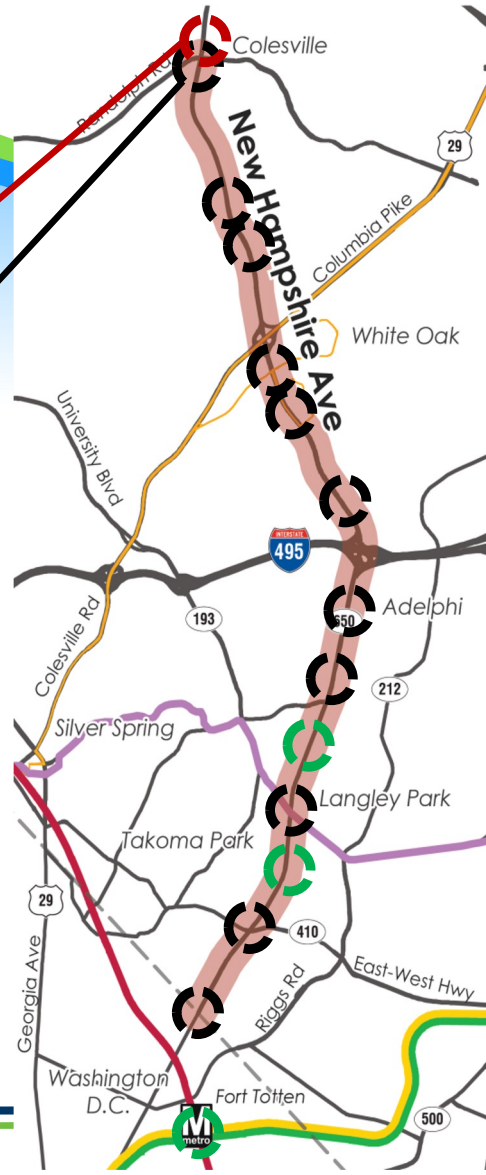 Colesville
Randolph Rd
29
New Hampshire Ave
Columbia Pike
White Oak
University Blvd
INTERSTATE
495
Colesville Rd
193
650
Adelphi
212
Silver Spring
Langley Park
Takoma Park
29
410
Georgia Ave
Riggs Rd
East-West Hwy
Washington
D.C.
Fort Totten
M
metro
500